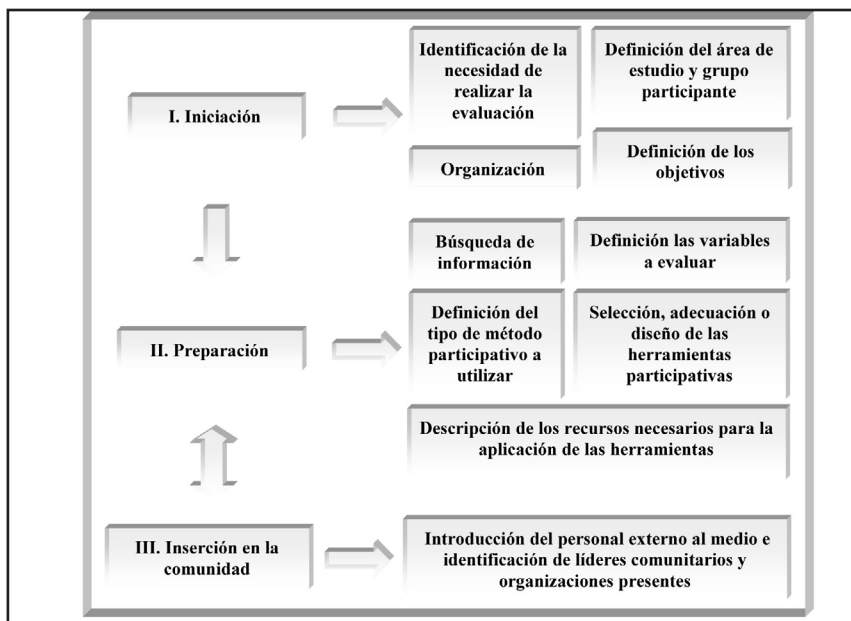 I. Iniciación
Identificación de la
necesidad de
realizar la
evaluación
Definición del área de
estudio y grupo
participante
Organización
Definición de los
objetivos
II. Preparación
Búsqueda de
información
Definición las variables
a evaluar
Definición del
tipo de método
participativo a
utilizar
Selección, adecuación o
diseño de las
herramientas
participativas
Descripción de los recursos necesarios para la
aplicación de las herramientas
III. Inserción en la
comunidad
Introducción del personal externo al medio e
identificación de líderes comunitarios y
organizaciones presentes